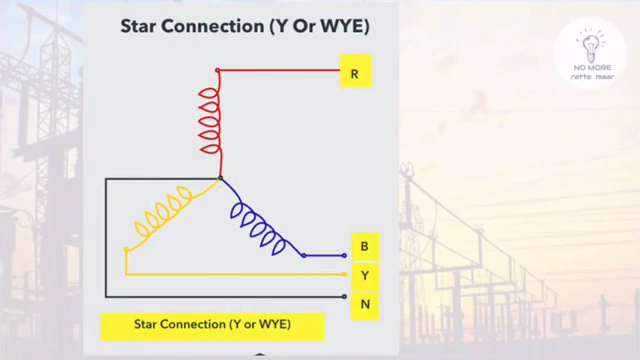 Star Connection (Y Or WYE)
R
NO MORE
ratta maar
B
Y
N
Star Connection (Y or WYE)